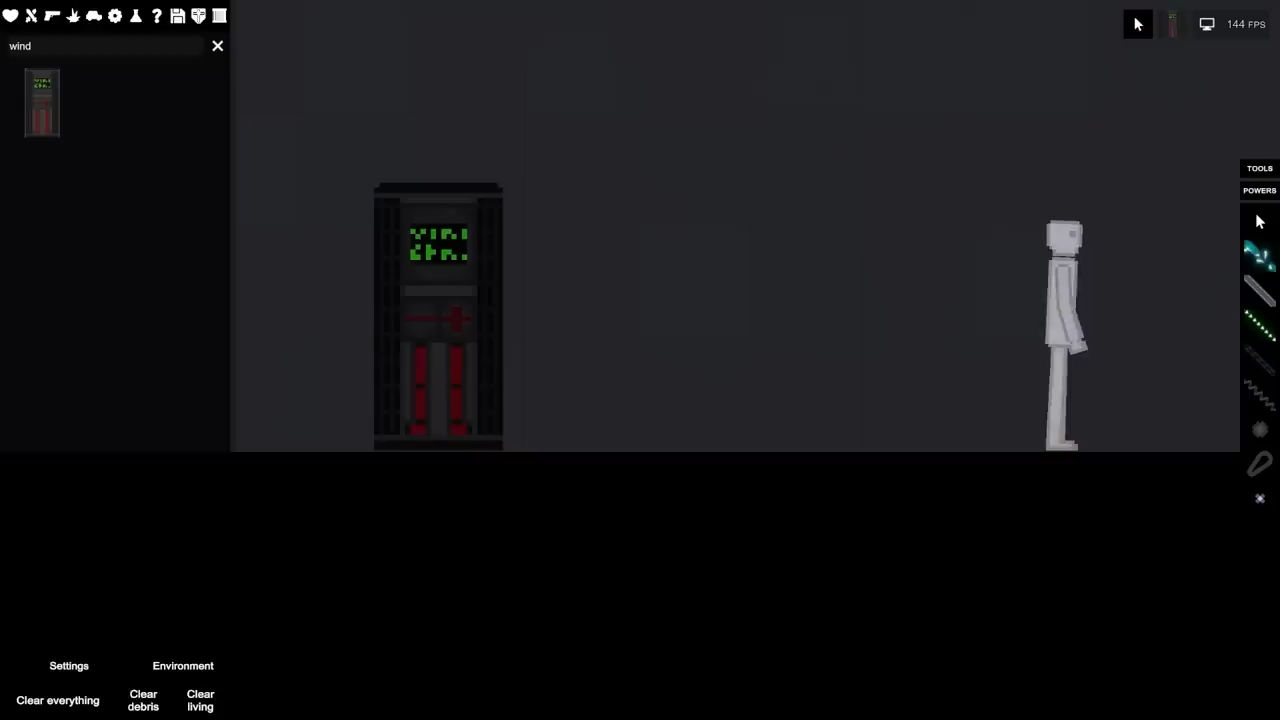 wind
144 FPS
TOOLS
POWERS
Settings
Environment
Clear everything
Clear
debris
Clear
living